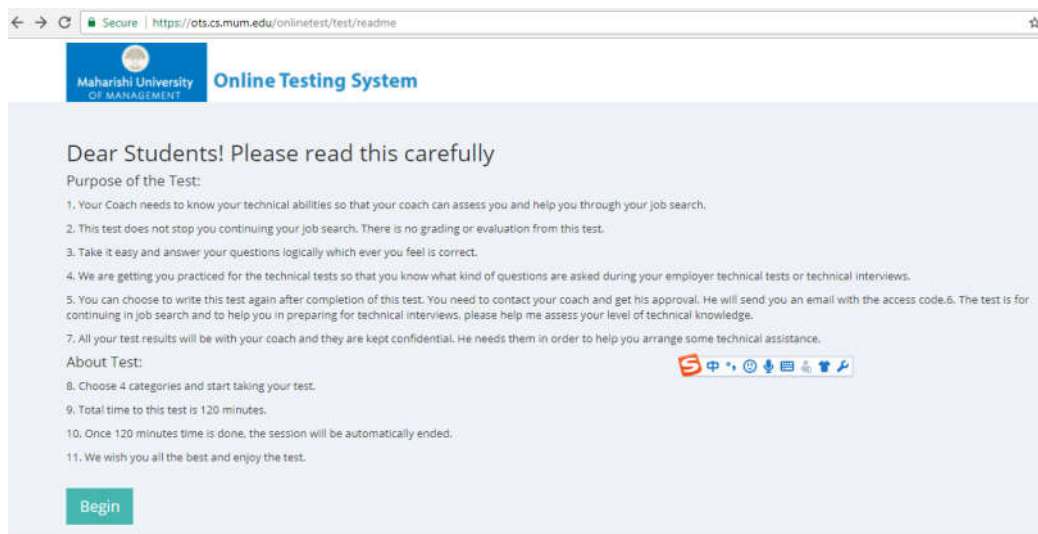 Secure | https://ots.cs.mum.edu/onlinetest/test/readme
Maharishi University
OF MANAGEMENT
Online Testing System
Dear Students! Please read this carefully
Purpose of the Test:
1. Your Coach needs to know your technical abilities so that your coach can assess you and help you through your job search.
2. This test does not stop you continuing your job search. There is no grading or evaluation from this test.
3. Take it easy and answer your questions logically which ever you feel is correct.
4. We are getting you practiced for the technical tests so that you know what kind of questions are asked during your employer technical tests or technical interviews.
5. You can choose to write this test again after completion of this test. You need to contact your coach and get his approval. He will send you an email with the access code.6. The test is for
continuing in job search and to help you in preparing for technical interviews. please help me assess your level of technical knowledge.
7. All your test results will be with your coach and they are kept confidential. He needs them in order to help you arrange some technical assistance.
About Test:
中
8. Choose 4 categories and start taking your test.
9. Total time to this test is 120 minutes.
10. Once 120 minutes time is done, the session will be automatically ended.
11. We wish you all the best and enjoy the test.
Begin